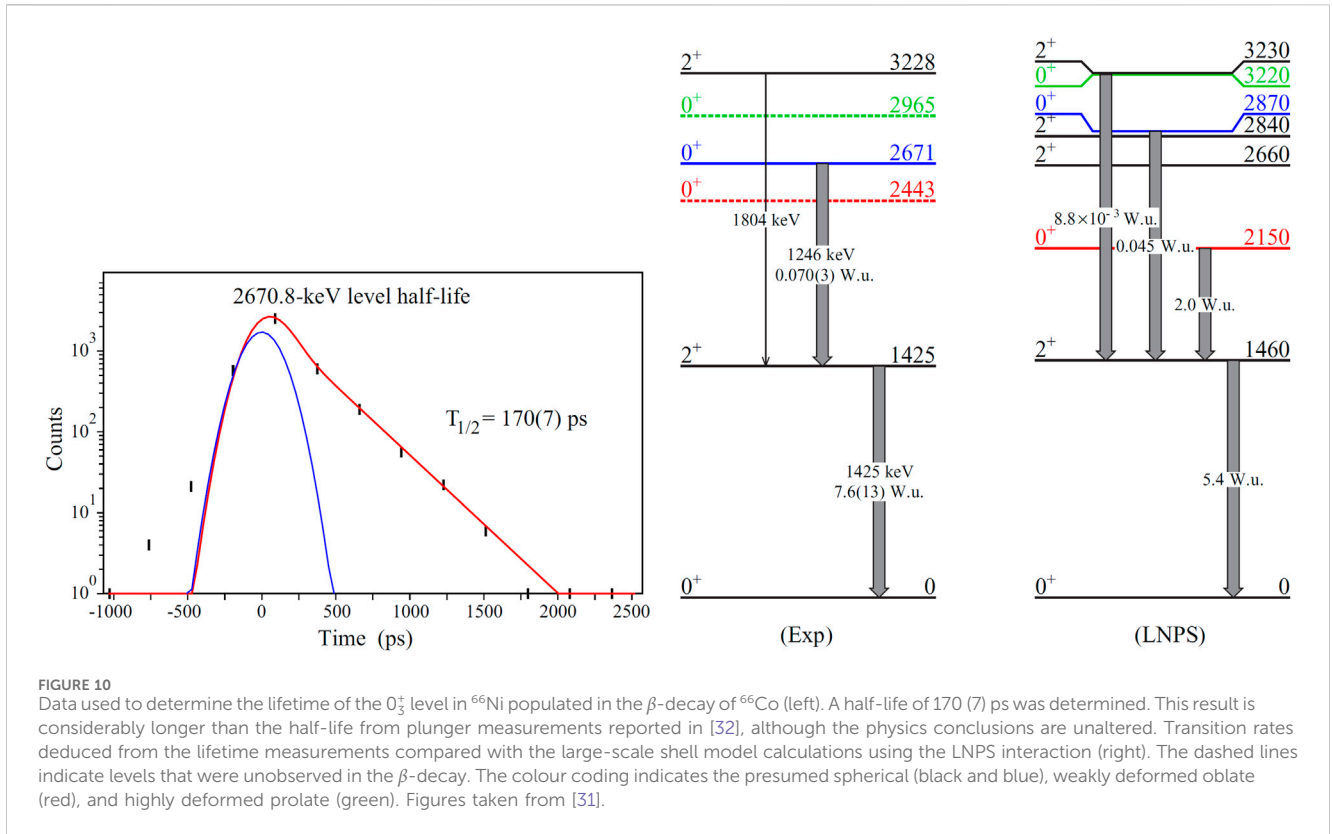 2670.8-keV level half-life
T1/2 = 170(7) ps
Counts
10³
10²
10¹
10⁰
-1000 -500 0 500 1000 1500 2000 2500
Time (ps)
2⁺ 3228
0⁺ 2965
0⁺ 2671
0⁺ 2443
1804 keV
1246 keV
0.070(3) W.u.
2⁺ 1425
1425 keV
7.6(13) W.u.
0⁺ 0
(Exp)
2⁺ 3230
0⁺ 3220
0⁺ 2870
2⁺ 2840
2⁺ 2660
8.8×10⁻³ W.u.
0⁺ 2150
0.045 W.u.
2.0 W.u.
2⁺ 1460
5.4 W.u.
0⁺ 0
(LNPS)
FIGURE 10
Data used to determine the lifetime of the 0₃⁺ level in ⁶⁶Ni populated in the β-decay of ⁶⁶Co (left). A half-life of 170 (7) ps was determined. This result is
considerably longer than the half-life from plunger measurements reported in [32], although the physics conclusions are unaltered. Transition rates
deduced from the lifetime measurements compared with the large-scale shell model calculations using the LNPS interaction (right). The dashed lines
indicate levels that were unobserved in the β-decay. The colour coding indicates the presumed spherical (black and blue), weakly deformed oblate
(red), and highly deformed prolate (green). Figures taken from [31].